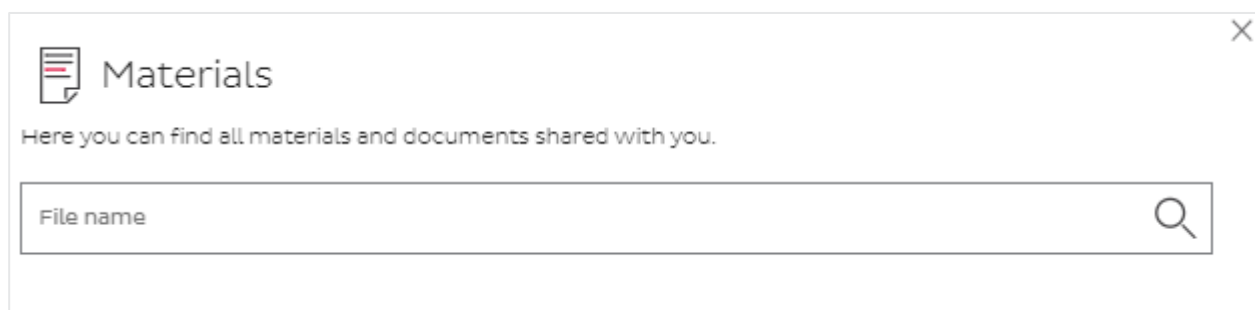 Materials
Here you can find all materials and documents shared with you.
File name